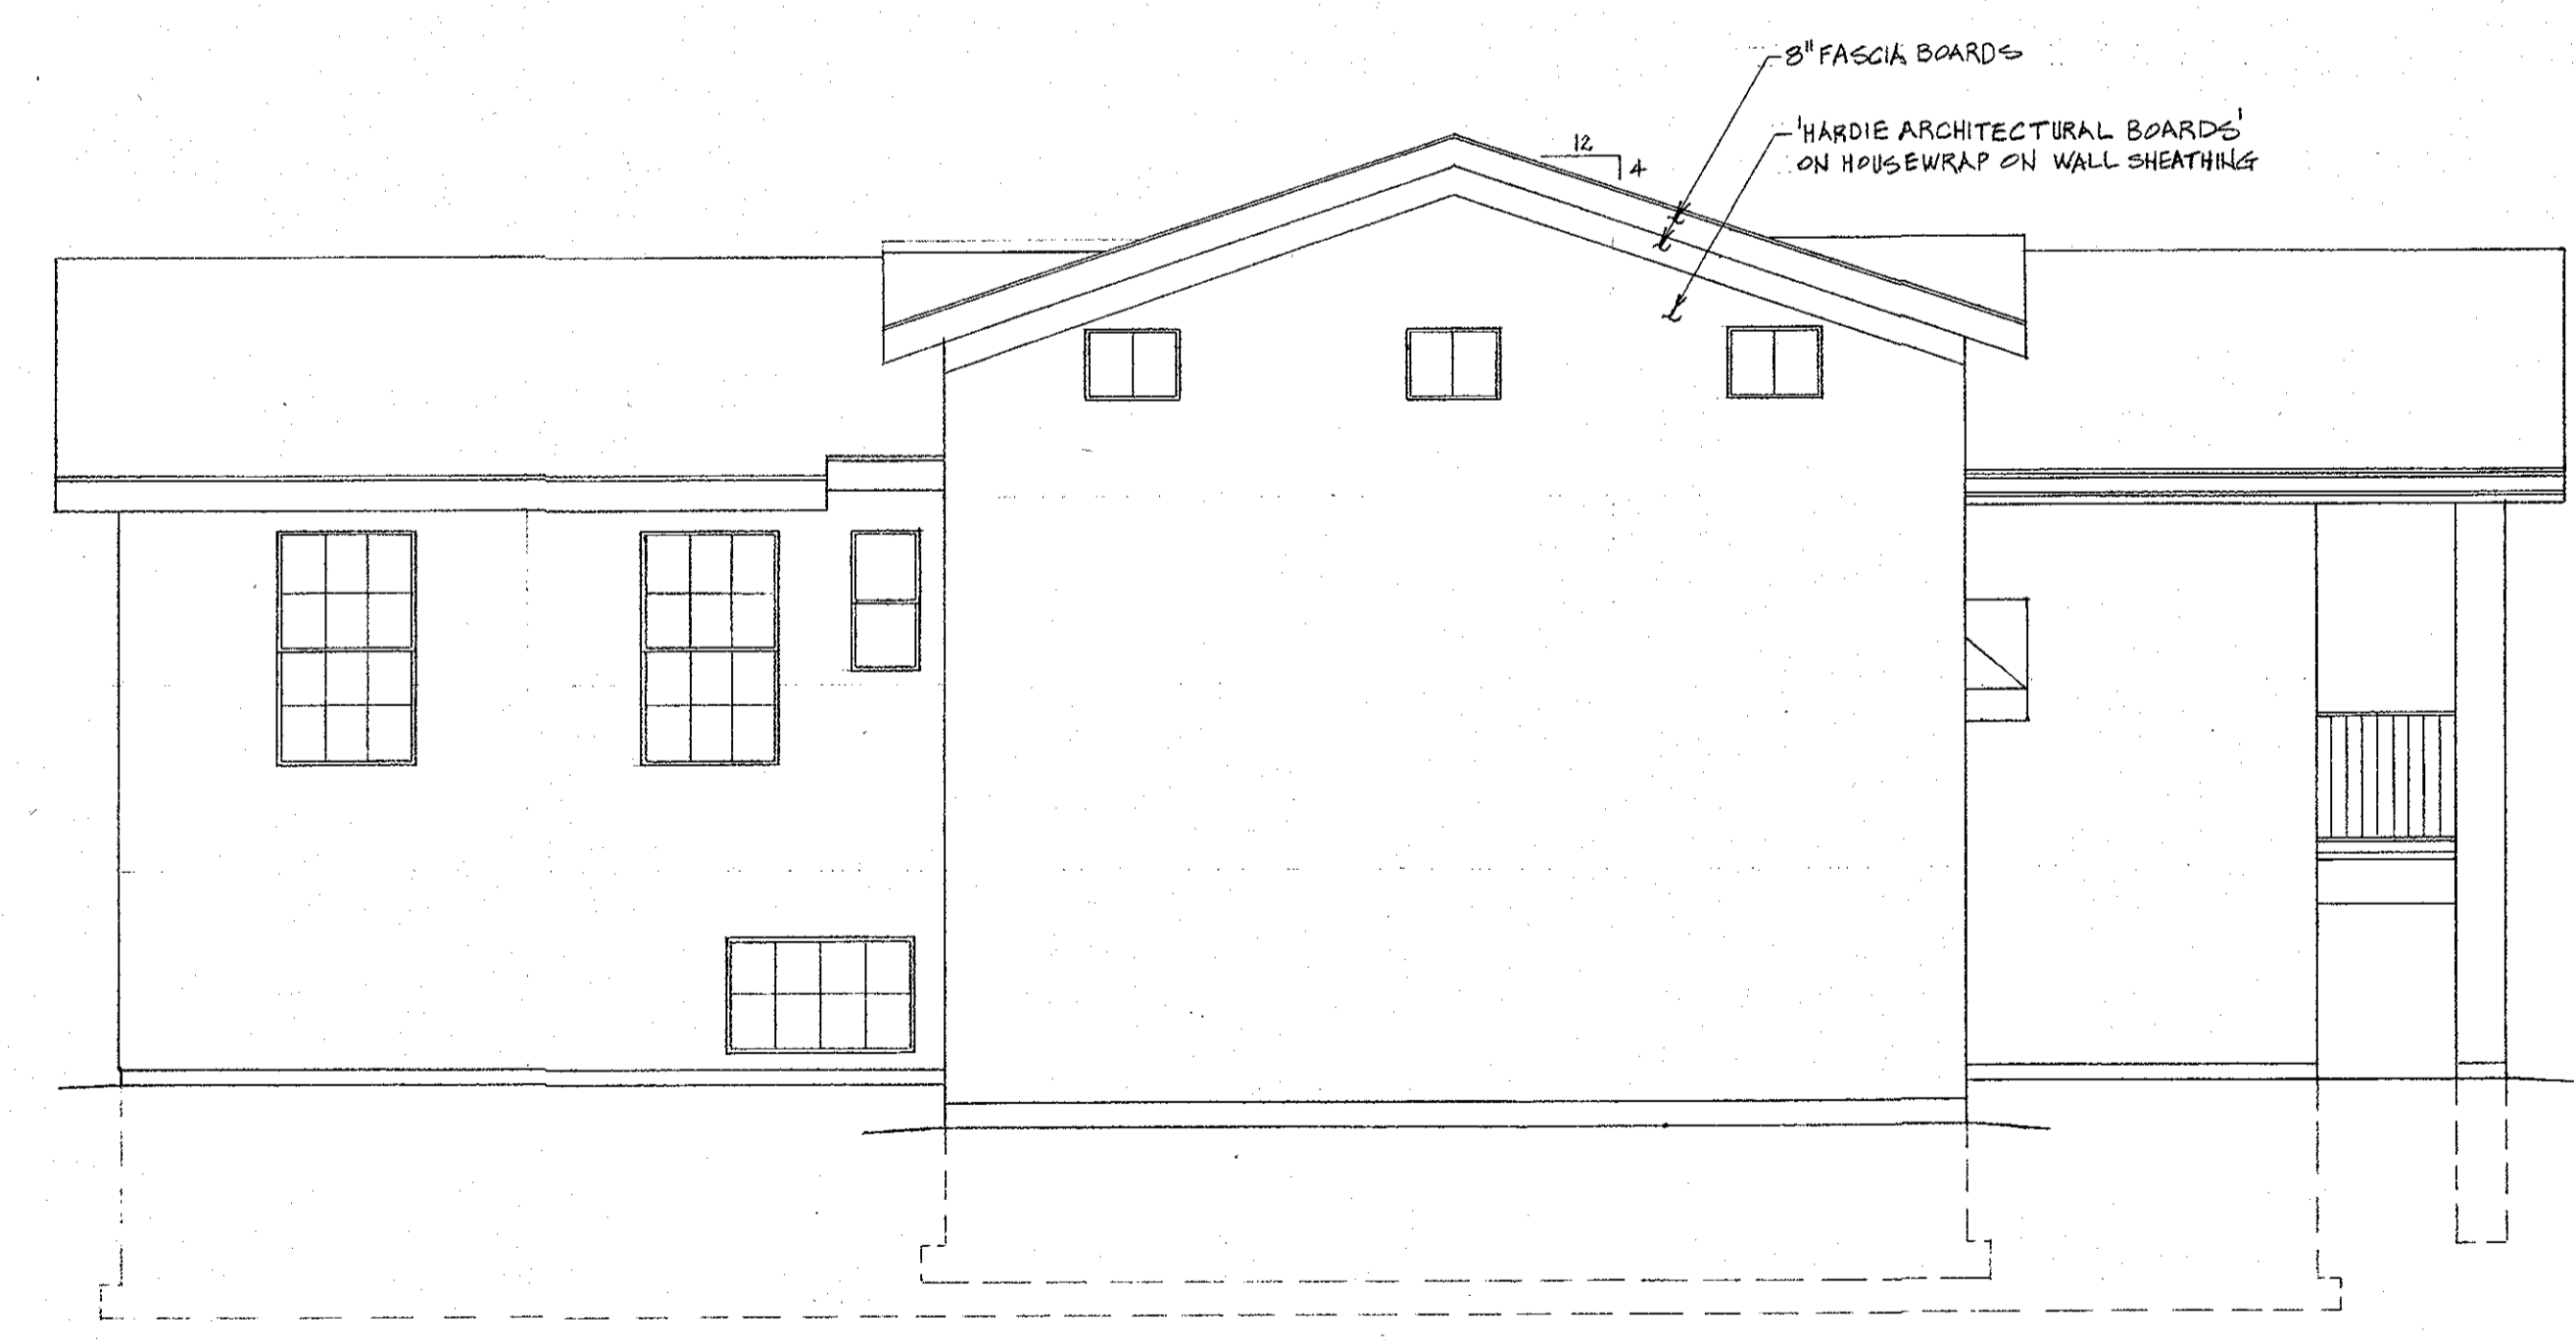 8" FASCIA BOARDS
'HARDIE ARCHITECTURAL BOARDS'
ON HOUSEWRAP ON WALL SHEATHING
12
4